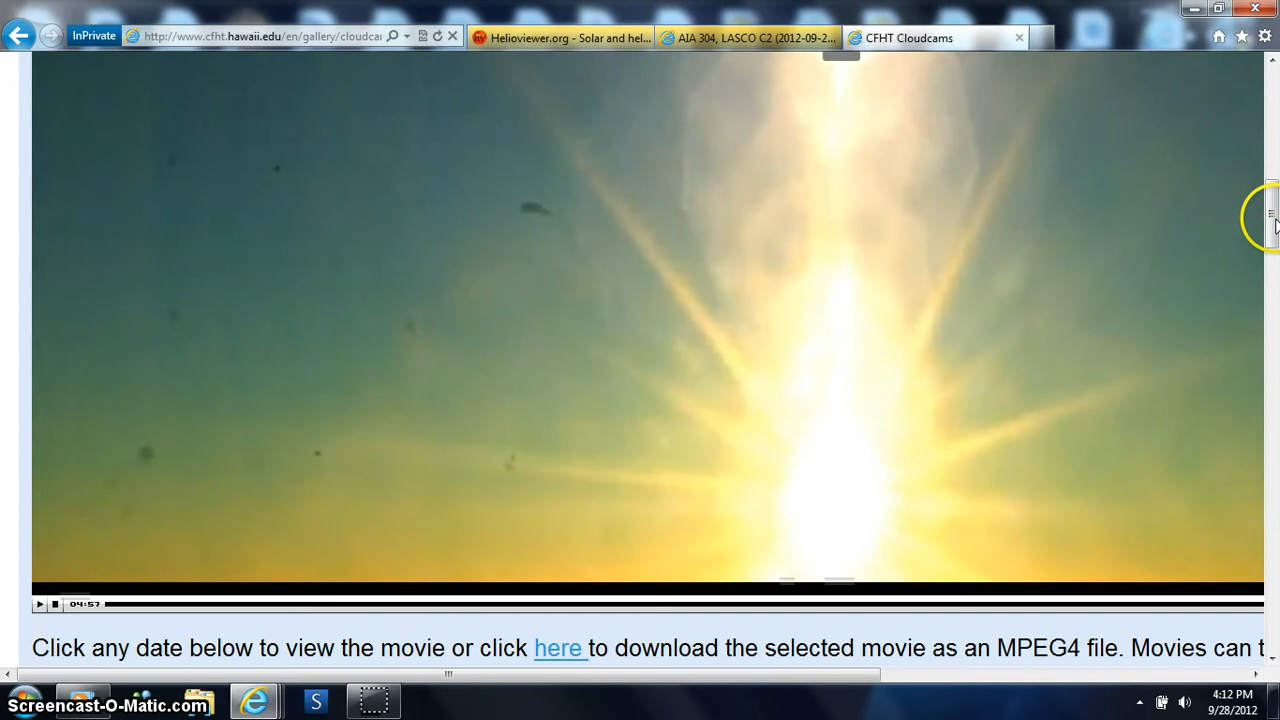 InPrivate
http://www.cfht.hawaii.edu/en/gallery/cloudcar
hv Helioviewer.org - Solar and hel...
AIA 304, LASCO C2 (2012-09-2...
CFHT Cloudcams
04:57
Click any date below to view the movie or click here to download the selected movie as an MPEG4 file. Movies can t
S
4:12 PM
9/28/2012
Screencast-O-Matic.com